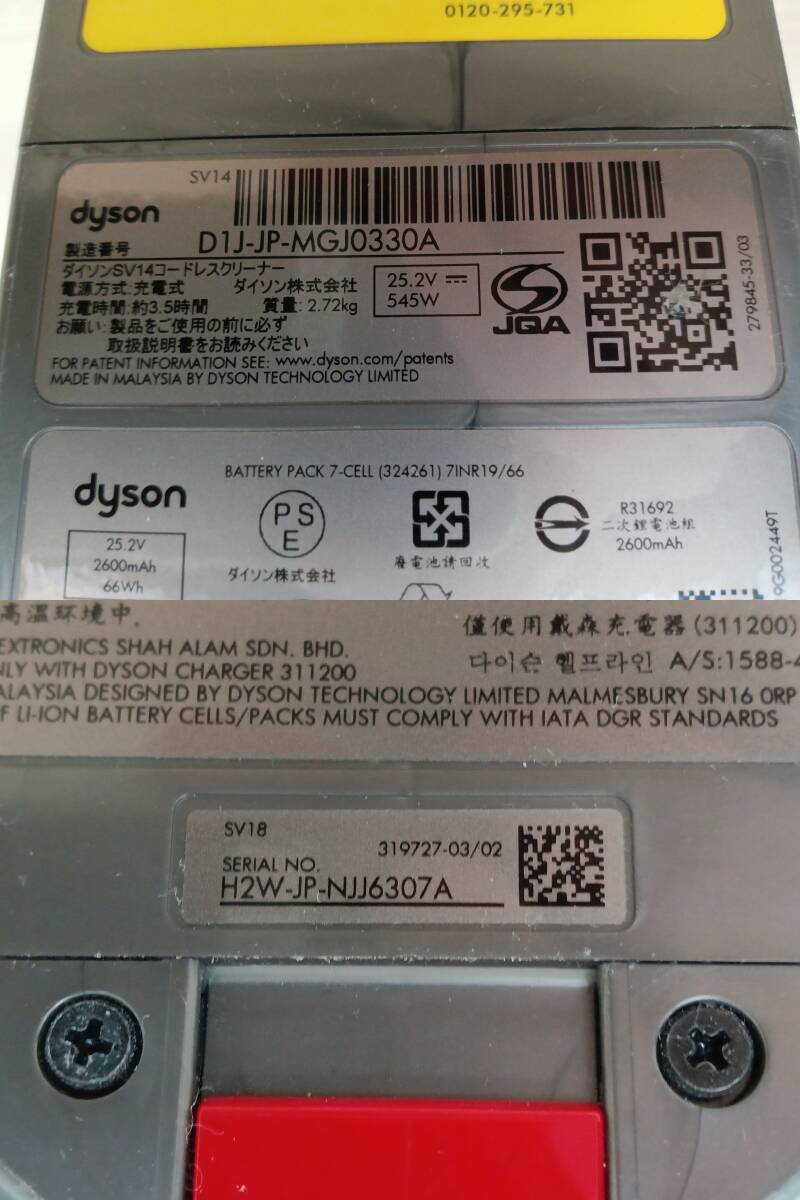 0120-295-731
SV14
dyson
製造番号 D1J-JP-MGJ0330A
ダイソンSV14コードレスクリーナー
電源方式:充電式 ダイソン株式会社
充電時間:約3.5時間 質量: 2.72kg
25.2V
545W
お願い:製品をご使用の前に必ず
取扱説明書をお読みください
FOR PATENT INFORMATION SEE: www.dyson.com/patents
MADE IN MALAYSIA BY DYSON TECHNOLOGY LIMITED
JQA
279845-33/03
BATTERY PACK 7-CELL (324261) 7INR19/66
dyson
25.2V
2600mAh
66Wh
PS
E
ダイソン株式会社
廢電池請回收
R31692
二次鋰電池組
2600mAh
9G002449T
高温环境中.
EXTRONICS SHAH ALAM SDN. BHD.
WITH DYSON CHARGER 311200
僅使用戴森充電器(311200)
다이슨 헬프라인 A/S:1588-4
DESIGNED BY DYSON TECHNOLOGY LIMITED MALMESBURY SN16 0RP
LI-ION BATTERY CELLS/PACKS MUST COMPLY WITH IATA DGR STANDARDS
SV18
319727-03/02
SERIAL NO.
H2W-JP-NJJ6307A